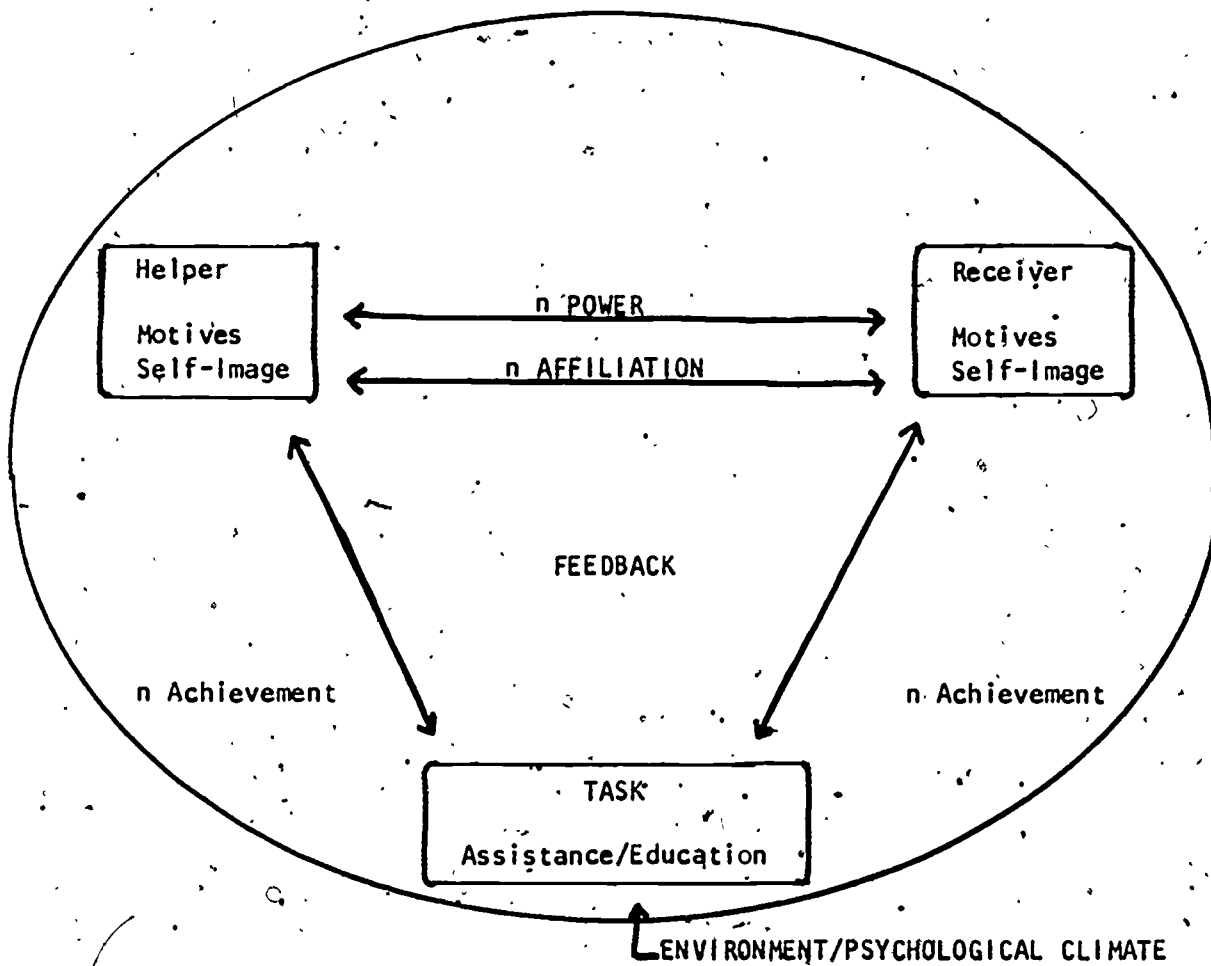 Helper
Motives
Self-Image
Receiver
Motives
Self-Image
n POWER
n AFFILIATION
FEEDBACK
n Achievement
n Achievement
TASK
Assistance/Education
ENVIRONMENT/PSYCHOLOGICAL CLIMATE